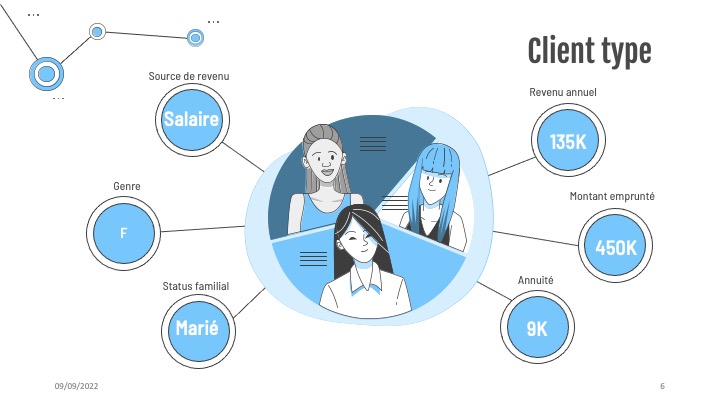 Client type
Source de revenu
Salaire
Genre
F
Status familial
Marié
Revenu annuel
135K
Montant emprunté
450K
Annuité
9K
09/09/2022
6